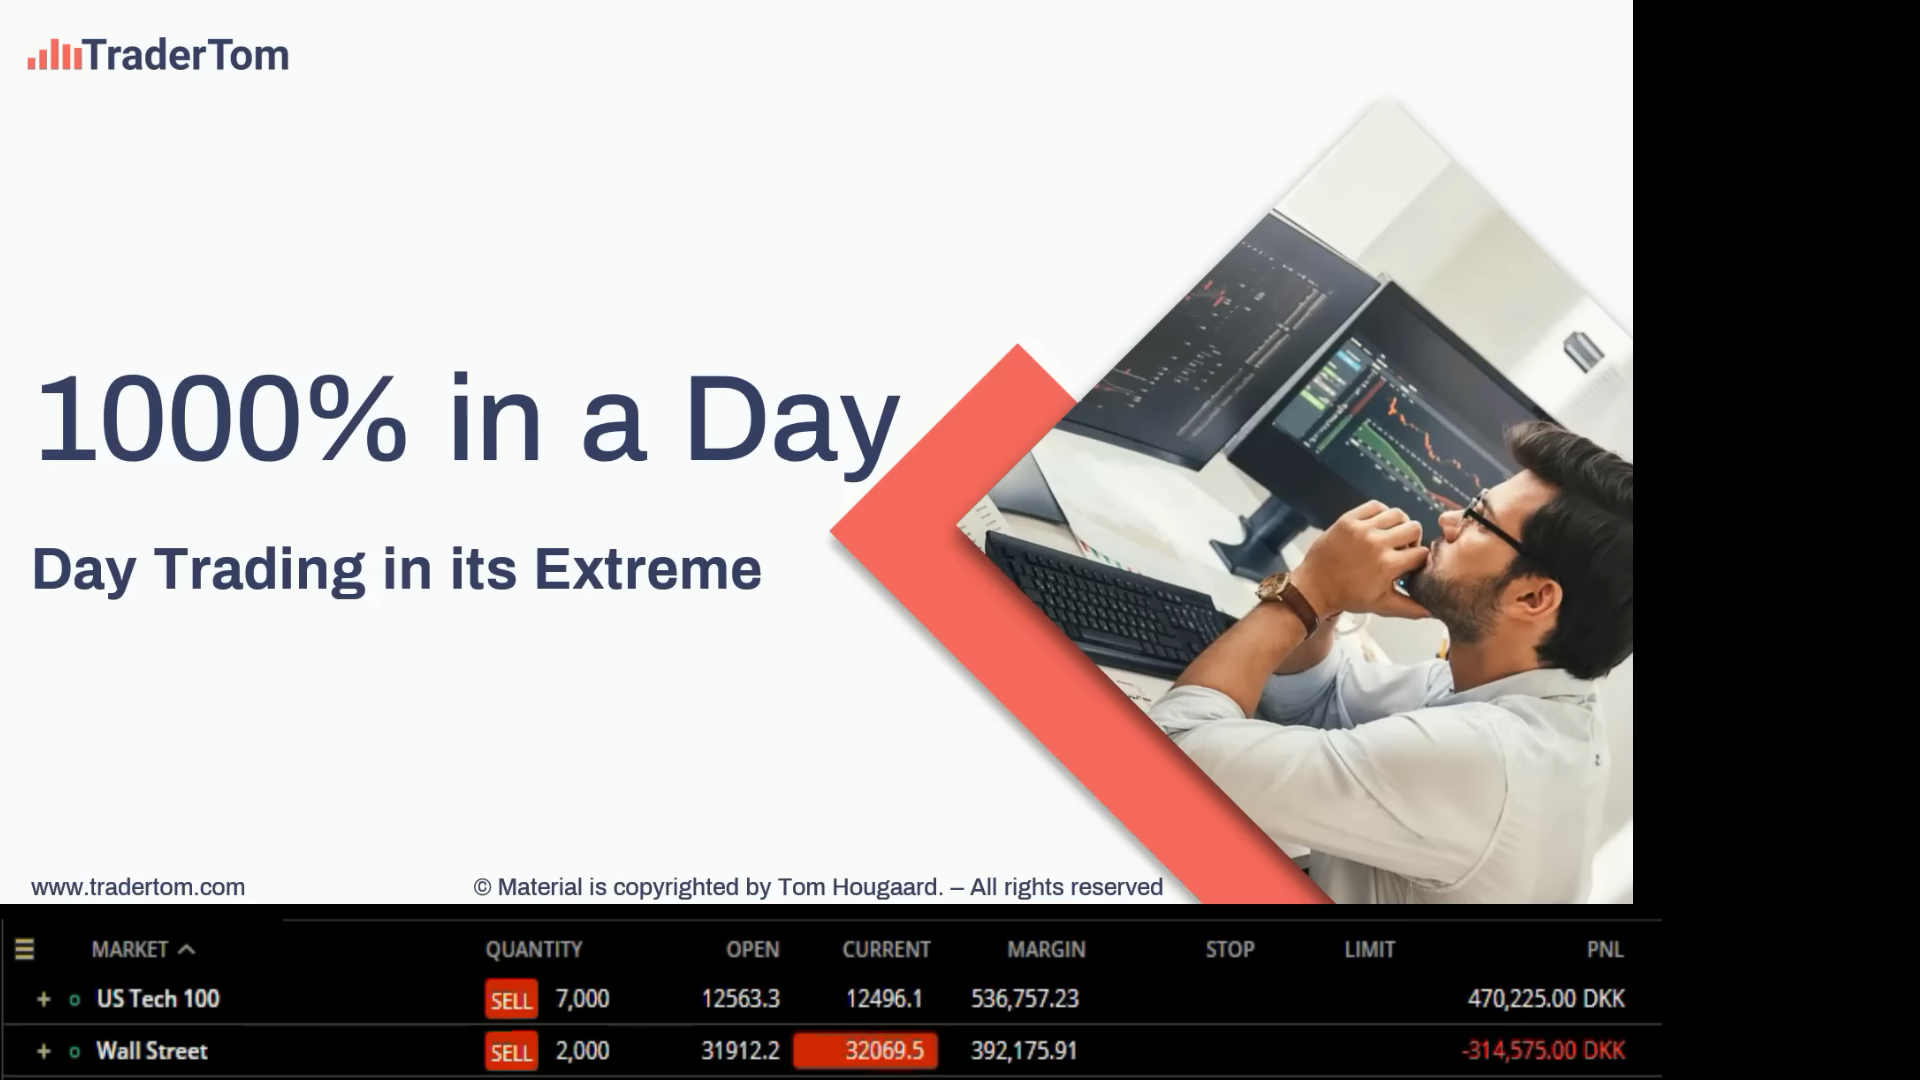 TraderTom
1000% in a Day
Day Trading in its Extreme
www.tradertom.com © Material is copyrighted by Tom Hougaard. – All rights reserved
MARKET QUANTITY OPEN CURRENT MARGIN STOP LIMIT PNL
+ o US Tech 100 SELL 7,000 12563.3 12496.1 536,757.23 470,225.00 DKK
+ o Wall Street SELL 2,000 31912.2 32069.5 392,175.91 -314,575.00 DKK